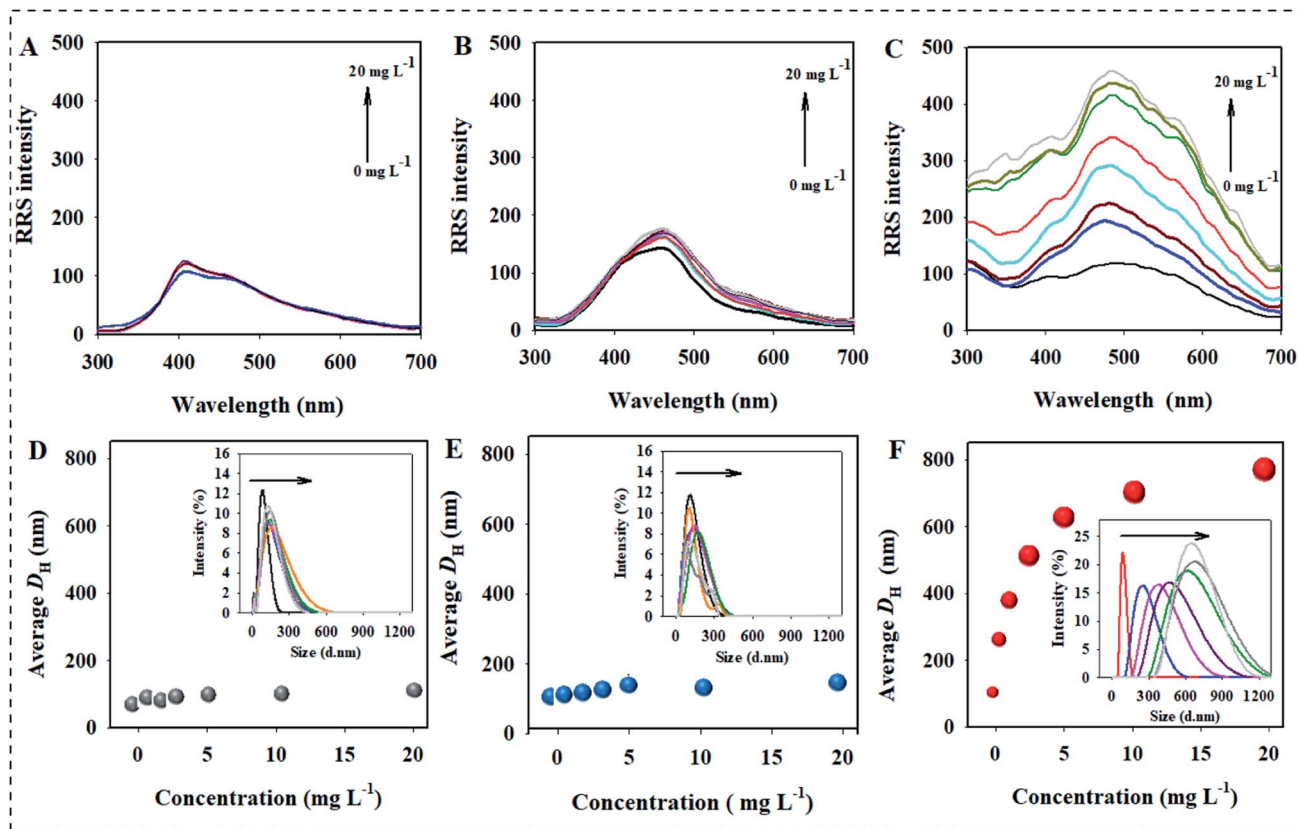 A
500
400
300
200
100
0
RRS intensity
20 mg L-1
0 mg L-1
300 400 500 600 700
Wavelength (nm)
B
500
400
300
200
100
0
RRS intensity
20 mg L-1
0 mg L-1
300 400 500 600 700
Wavelength (nm)
C
500
400
300
200
100
0
RRS intensity
20 mg L-1
0 mg L-1
300 400 500 600 700
Wawelength (nm)
D
800
600
400
200
0
Average DH (nm)
16
14
12
10
8
6
4
2
0
Intensity (%)
0 300 600 900 1200
Size (d.nm)
0 5 10 15 20
Concentration (mg L-1)
E
800
600
400
200
0
Average DH (nm)
16
14
12
10
8
6
4
2
0
Intensity (%)
0 300 600 900 1200
Size (d.nm)
0 5 10 15 20
Concentration ( mg L-1)
F
800
600
400
200
0
Average DH (nm)
25
20
15
10
5
0
Intensity (%)
0 300 600 900 1200
Size (d.nm)
0 5 10 15 20
Concentration (mg L-1)